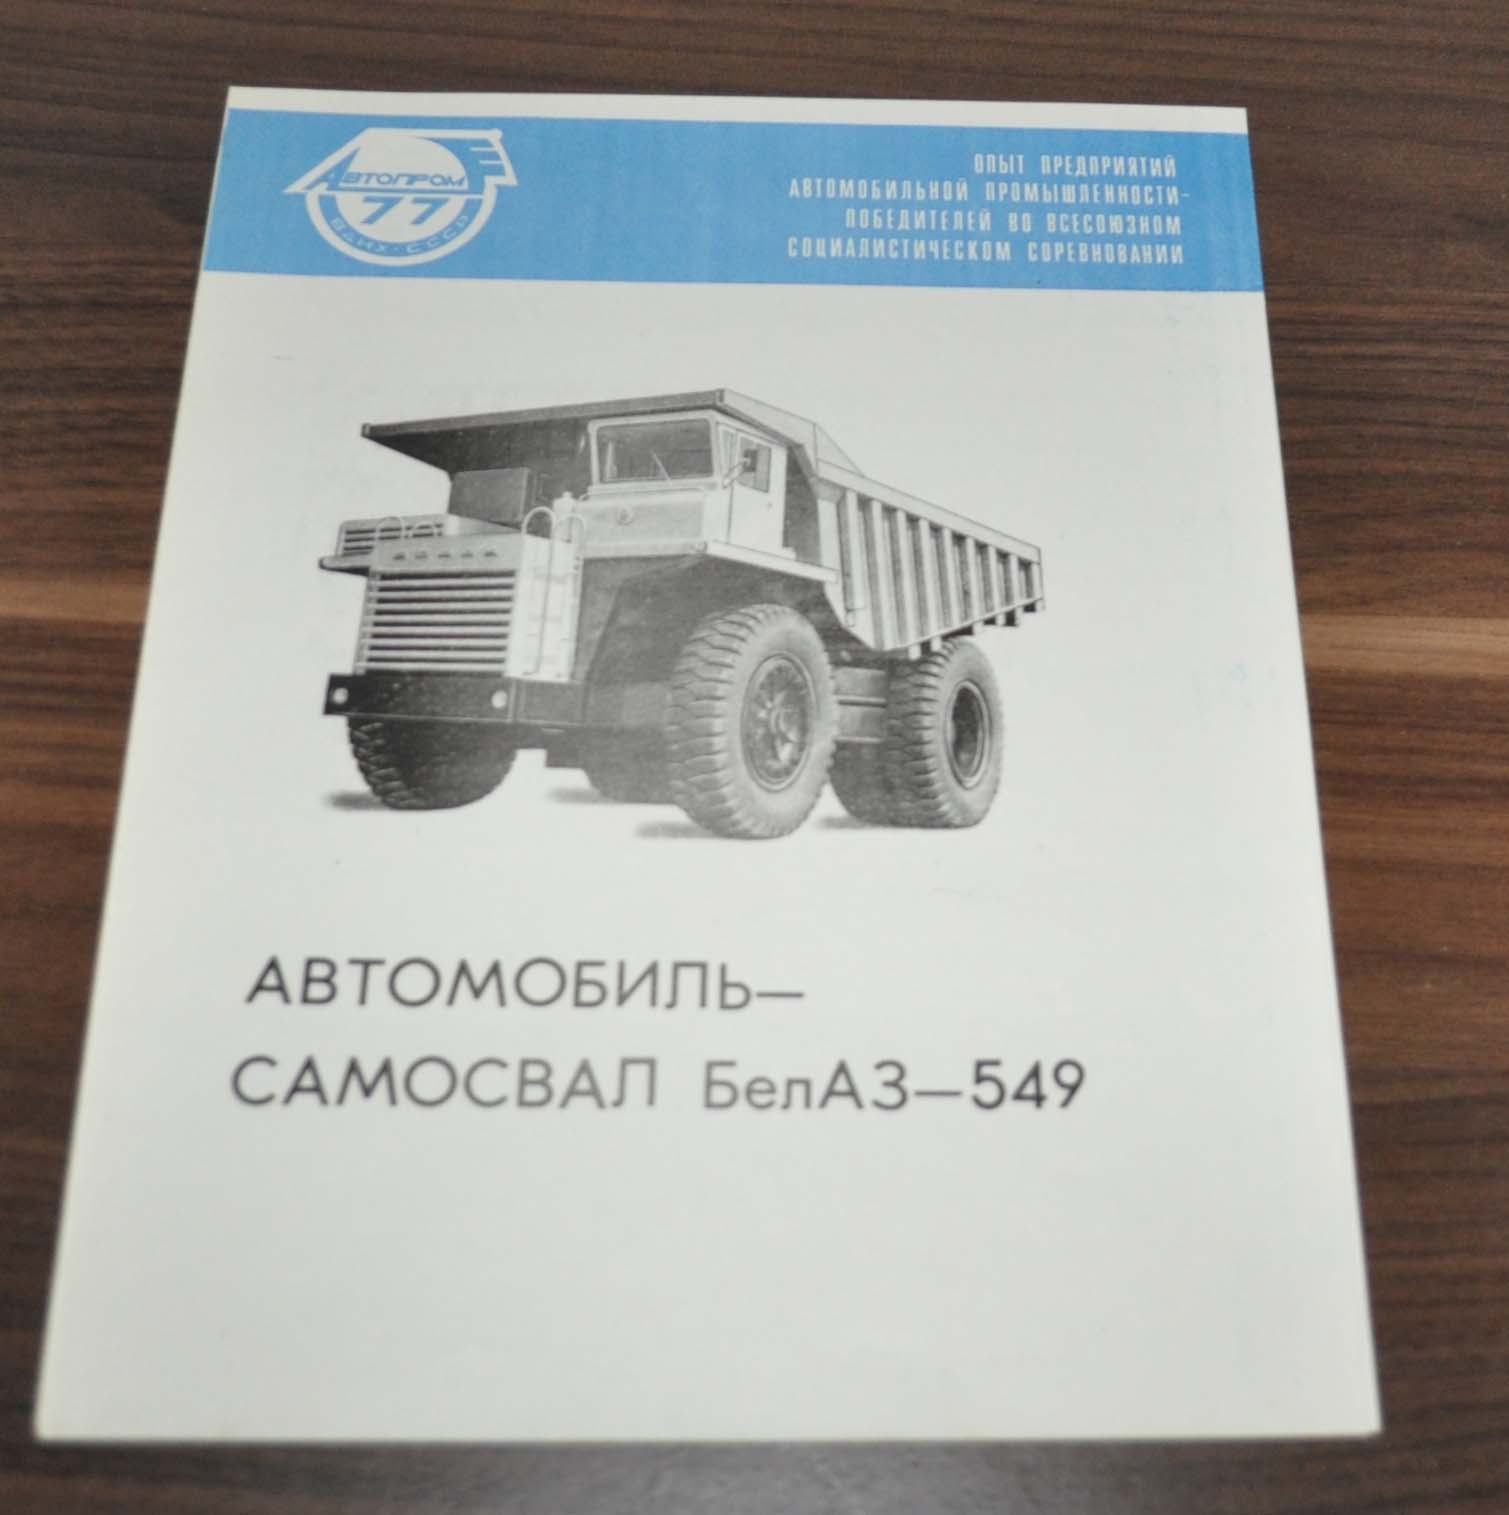 АВТОПРОМ
77
ВДНХ·СССР
ОПЫТ ПРЕДПРИЯТИЙ
АВТОМОБИЛЬНОЙ ПРОМЫШЛЕННОСТИ-
ПОБЕДИТЕЛЕЙ ВО ВСЕСОЮЗНОМ
СОЦИАЛИСТИЧЕСКОМ СОРЕВНОВАНИИ
АВТОМОБИЛЬ—
САМОСВАЛ БелАЗ—549